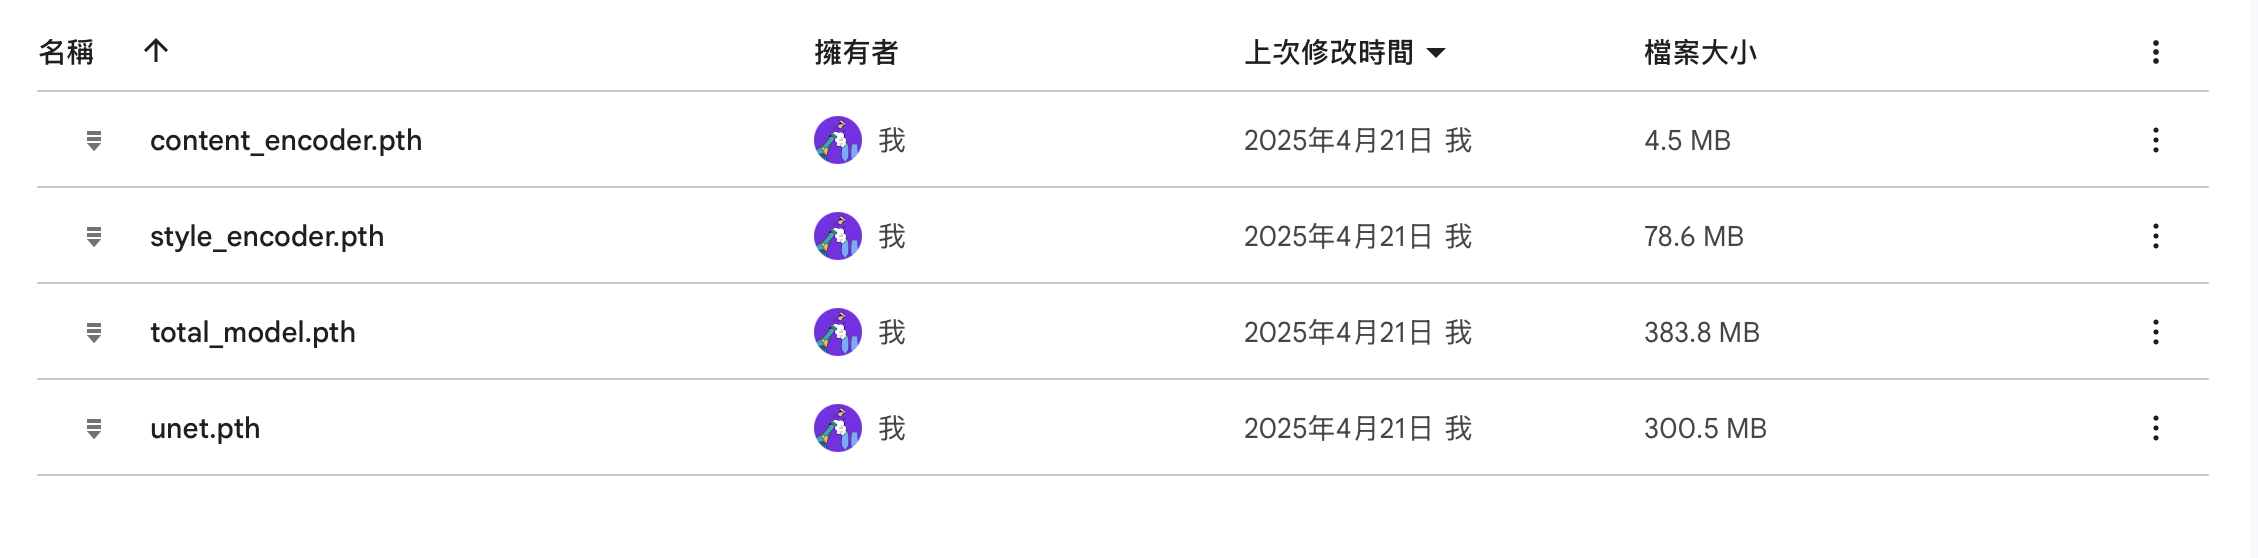 名稱 ↑ 擁有者 上次修改時間 檔案大小
content_encoder.pth 我 2025年4月21日 我 4.5 MB
style_encoder.pth 我 2025年4月21日 我 78.6 MB
total_model.pth 我 2025年4月21日 我 383.8 MB
unet.pth 我 2025年4月21日 我 300.5 MB